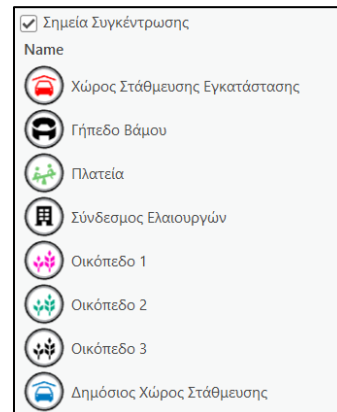 Σημεία Συγκέντρωσης
Name
Χώρος Στάθμευσης Εγκατάστασης
Γήπεδο Βάμου
Πλατεία
Σύνδεσμος Ελαιουργών
Οικόπεδο 1
Οικόπεδο 2
Οικόπεδο 3
Δημόσιος Χώρος Στάθμευσης